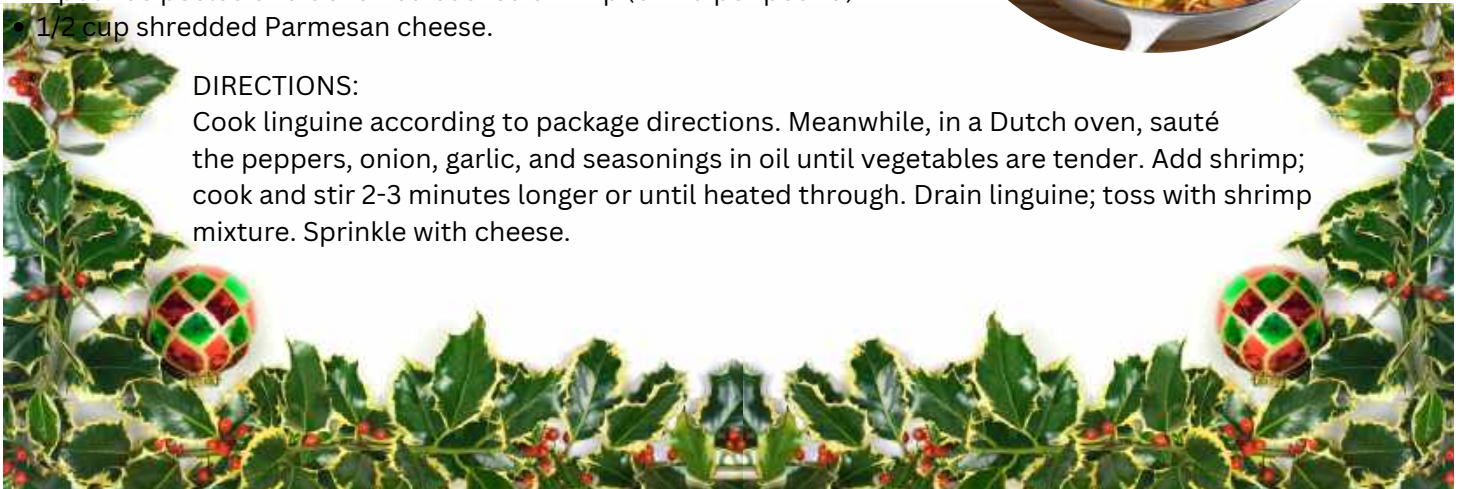 • 1/2 cup shredded Parmesan cheese.
DIRECTIONS:
Cook linguine according to package directions. Meanwhile, in a Dutch oven, sauté
the peppers, onion, garlic, and seasonings in oil until vegetables are tender. Add shrimp;
cook and stir 2-3 minutes longer or until heated through. Drain linguine; toss with shrimp
mixture. Sprinkle with cheese.